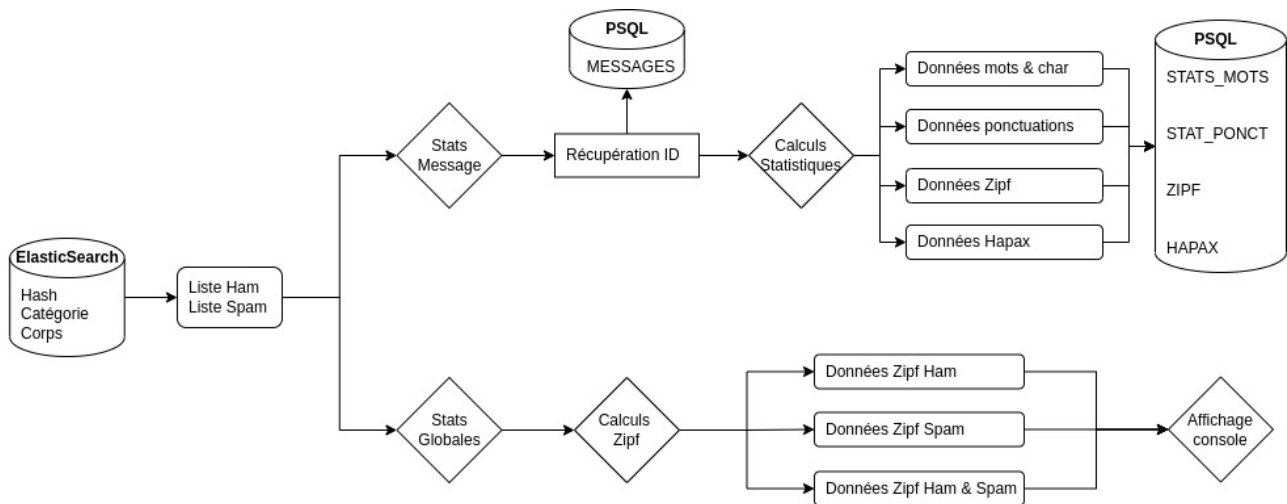 PSQL
MESSAGES
PSQL
STATS_MOTS
STAT_PONCT
ZIPF
HAPAX
Données mots & char
Données ponctuations
Données Zipf
Données Hapax
Stats
Message
Récupération ID
Calculs
Statistiques
ElasticSearch
Hash
Catégorie
Corps
Liste Ham
Liste Spam
Stats
Globales
Calculs
Zipf
Données Zipf Ham
Données Zipf Spam
Données Zipf Ham & Spam
Affichage
console